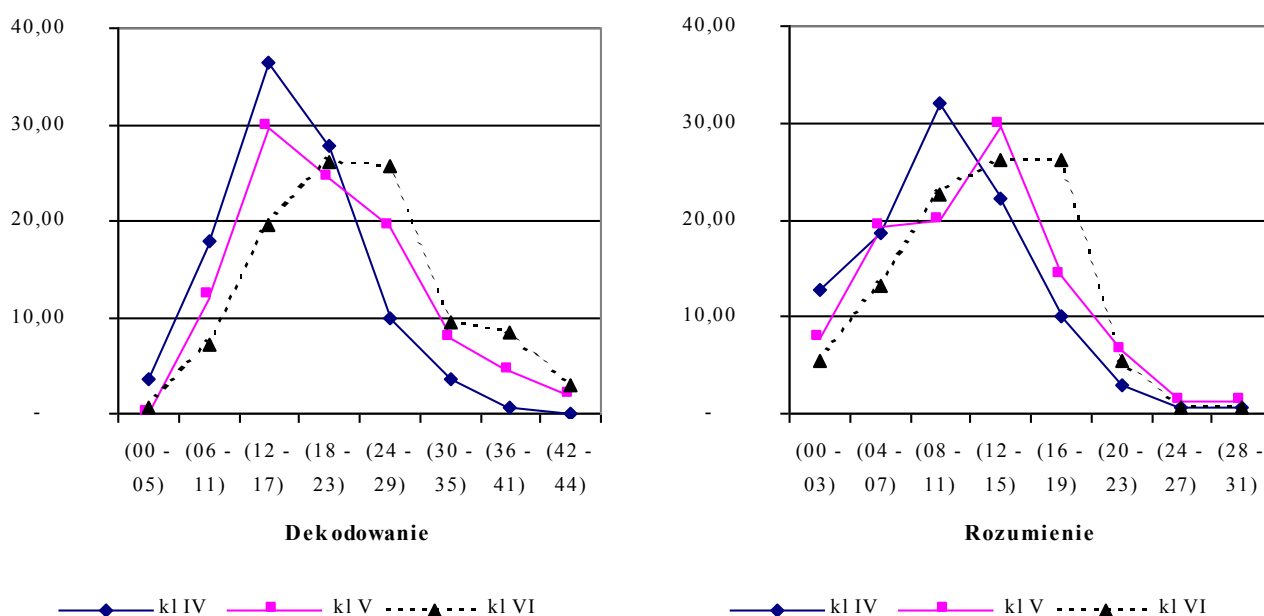 40,00
30,00
20,00
10,00
-
(00 - (06 - (12 - (18 - (24 - (30 - (36 - (42 -
05) 11) 17) 23) 29) 35) 41) 44)
Dekodowanie
kl IV kl V kl VI
40,00
30,00
20,00
10,00
-
(00 - (04 - (08 - (12 - (16 - (20 - (24 - (28 -
03) 07) 11) 15) 19) 23) 27) 31)
Rozumienie
kl IV kl V kl VI